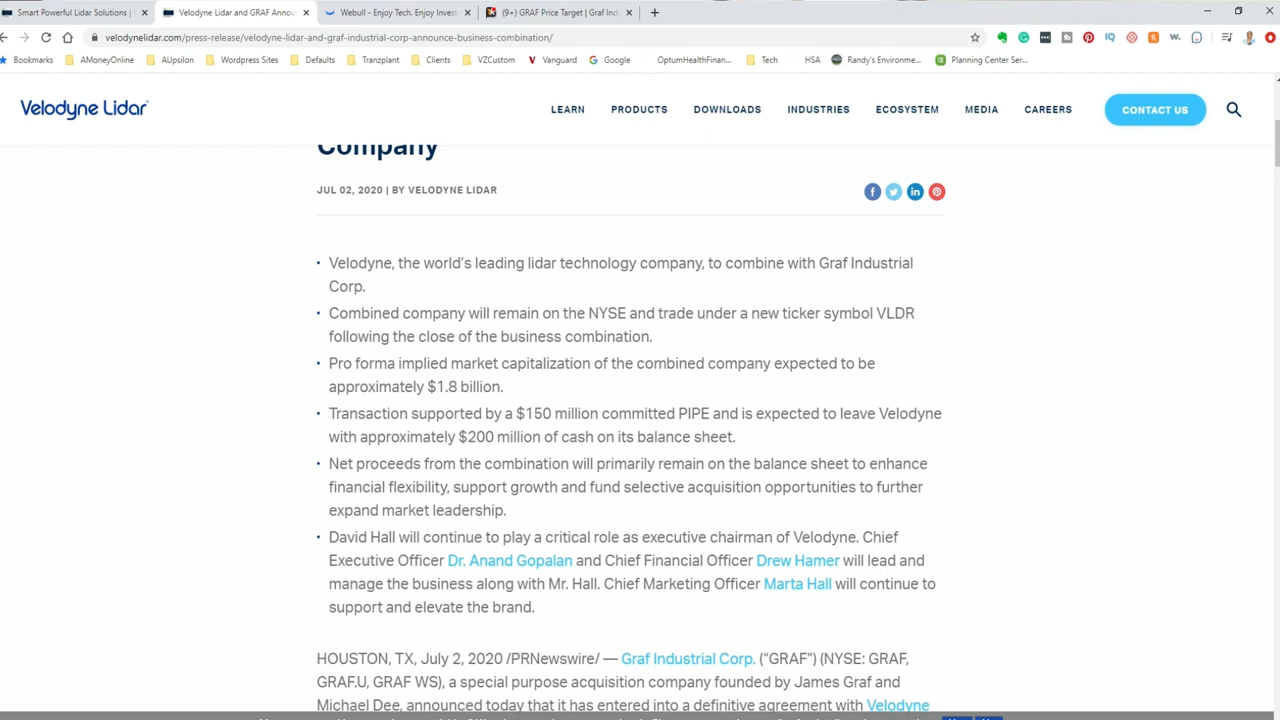 Smart Powerful Lidar Solutions |
Velodyne Lidar and GRAF Annou
Webull - Enjoy Tech. Enjoy Invest
(9+) GRAF Price Target | Graf Ind
velodynelidar.com/press-release/velodyne-lidar-and-graf-industrial-corp-announce-business-combination/
Bookmarks AMoneyOnline AUpsilon Wordpress Sites Defaults Tranzplant Clients VZCustom Vanguard Google OptumHealthFinan... Tech HSA Randy's Environme... Planning Center Ser...
Velodyne Lidar
LEARN PRODUCTS DOWNLOADS INDUSTRIES ECOSYSTEM MEDIA CAREERS CONTACT US
Company
JUL 02, 2020 | BY VELODYNE LIDAR
• Velodyne, the world's leading lidar technology company, to combine with Graf Industrial
Corp.
• Combined company will remain on the NYSE and trade under a new ticker symbol VLDR
following the close of the business combination.
• Pro forma implied market capitalization of the combined company expected to be
approximately $1.8 billion.
• Transaction supported by a $150 million committed PIPE and is expected to leave Velodyne
with approximately $200 million of cash on its balance sheet.
• Net proceeds from the combination will primarily remain on the balance sheet to enhance
financial flexibility, support growth and fund selective acquisition opportunities to further
expand market leadership.
• David Hall will continue to play a critical role as executive chairman of Velodyne. Chief
Executive Officer Dr. Anand Gopalan and Chief Financial Officer Drew Hamer will lead and
manage the business along with Mr. Hall. Chief Marketing Officer Marta Hall will continue to
support and elevate the brand.
HOUSTON, TX, July 2, 2020 /PRNewswire/ — Graf Industrial Corp. (“GRAF”) (NYSE: GRAF,
GRAF.U, GRAF WS), a special purpose acquisition company founded by James Graf and
Michael Dee, announced today that it has entered into a definitive agreement with Velodyne